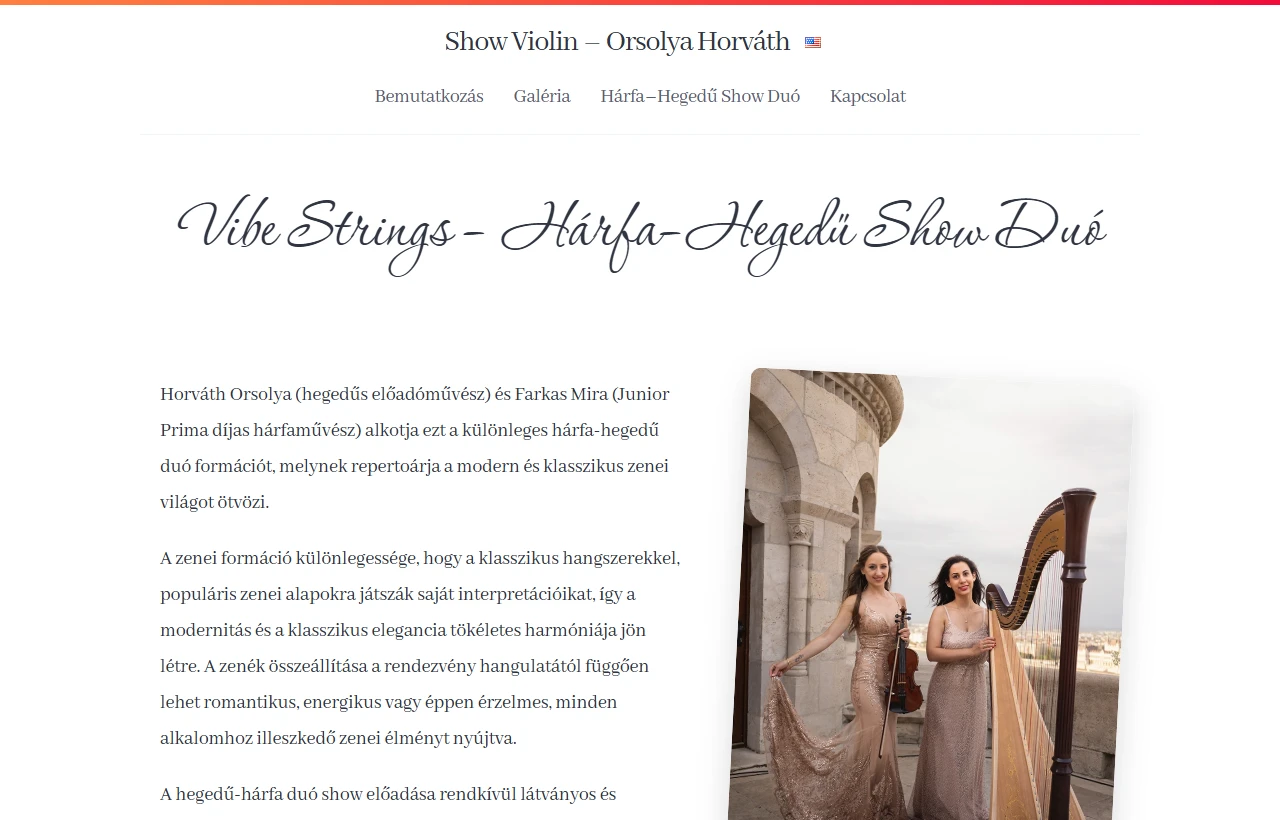 Show Violin – Orsolya Horváth
Bemutatkozás Galéria Hárfa–Hegedű Show Duó Kapcsolat
Vibe Strings – Hárfa-Hegedű Show Duó
Horváth Orsolya (hegedűs előadóművész) és Farkas Mira (Junior
Prima díjas hárfaművész) alkotja ezt a különleges hárfa-hegedű
duó formációt, melynek repertoárja a modern és klasszikus zenei
világot ötvözi.
A zenei formáció különlegessége, hogy a klasszikus hangszerekkel,
populáris zenei alapokra játszák saját interpretációikat, így a
modernitás és a klasszikus elegancia tökéletes harmóniája jön
létre. A zenék összeállítása a rendezvény hangulatától függően
lehet romantikus, energikus vagy éppen érzelmes, minden
alkalomhoz illeszkedő zenei élményt nyújtva.
A hegedű-hárfa duó show előadása rendkívül látványos és